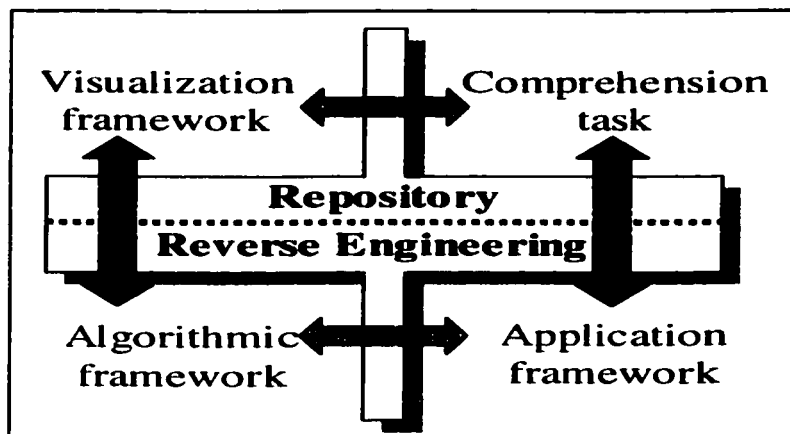 Visualization
framework
Comprehension
task
Repository
Reverse Engineering
Algorithmic
framework
Application
framework